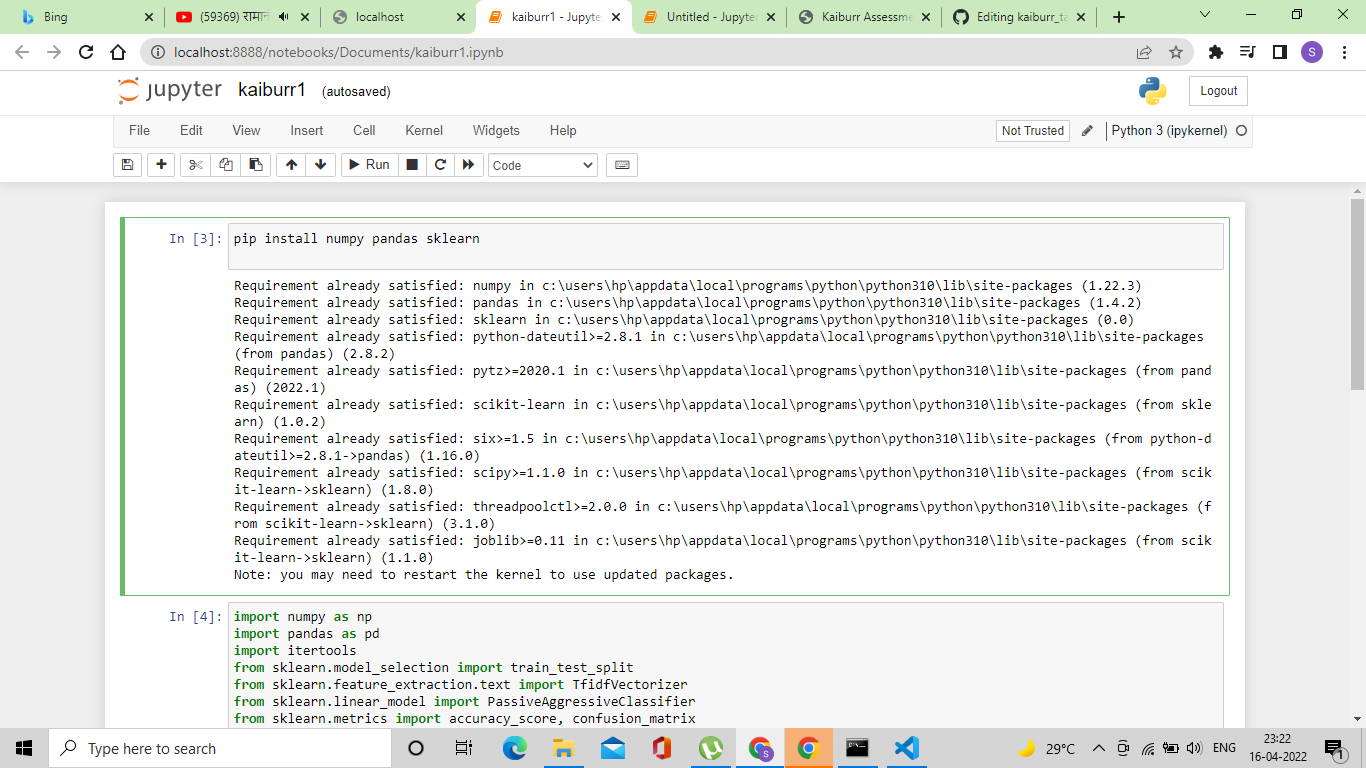 Bing
(59369) रामान
localhost
kaiburr1 - Jupyte
Untitled - Jupyte
Kaiburr Assessme
Editing kaiburr_ta
localhost:8888/notebooks/Documents/kaiburr1.ipynb
S
jupyter kaiburr1 (autosaved)
Logout
File Edit View Insert Cell Kernel Widgets Help
Not Trusted
Python 3 (ipykernel)
Run
Code
In [3]: pip install numpy pandas sklearn
Requirement already satisfied: numpy in c:\users\hp\appdata\local\programs\python\python310\lib\site-packages (1.22.3)
Requirement already satisfied: pandas in c:\users\hp\appdata\local\programs\python\python310\lib\site-packages (1.4.2)
Requirement already satisfied: sklearn in c:\users\hp\appdata\local\programs\python\python310\lib\site-packages (0.0)
Requirement already satisfied: python-dateutil>=2.8.1 in c:\users\hp\appdata\local\programs\python\python310\lib\site-packages
(from pandas) (2.8.2)
Requirement already satisfied: pytz>=2020.1 in c:\users\hp\appdata\local\programs\python\python310\lib\site-packages (from pand
as) (2022.1)
Requirement already satisfied: scikit-learn in c:\users\hp\appdata\local\programs\python\python310\lib\site-packages (from skle
arn) (1.0.2)
Requirement already satisfied: six>=1.5 in c:\users\hp\appdata\local\programs\python\python310\lib\site-packages (from python-d
ateutil>=2.8.1->pandas) (1.16.0)
Requirement already satisfied: scipy>=1.1.0 in c:\users\hp\appdata\local\programs\python\python310\lib\site-packages (from scik
it-learn->sklearn) (1.8.0)
Requirement already satisfied: threadpoolctl>=2.0.0 in c:\users\hp\appdata\local\programs\python\python310\lib\site-packages (f
rom scikit-learn->sklearn) (3.1.0)
Requirement already satisfied: joblib>=0.11 in c:\users\hp\appdata\local\programs\python\python310\lib\site-packages (from scik
it-learn->sklearn) (1.1.0)
Note: you may need to restart the kernel to use updated packages.
In [4]: import numpy as np
import pandas as pd
import itertools
from sklearn.model_selection import train_test_split
from sklearn.feature_extraction.text import TfidfVectorizer
from sklearn.linear_model import PassiveAggressiveClassifier
from sklearn.metrics import accuracy_score, confusion_matrix
Type here to search
29°C
ENG
23:22
16-04-2022
1